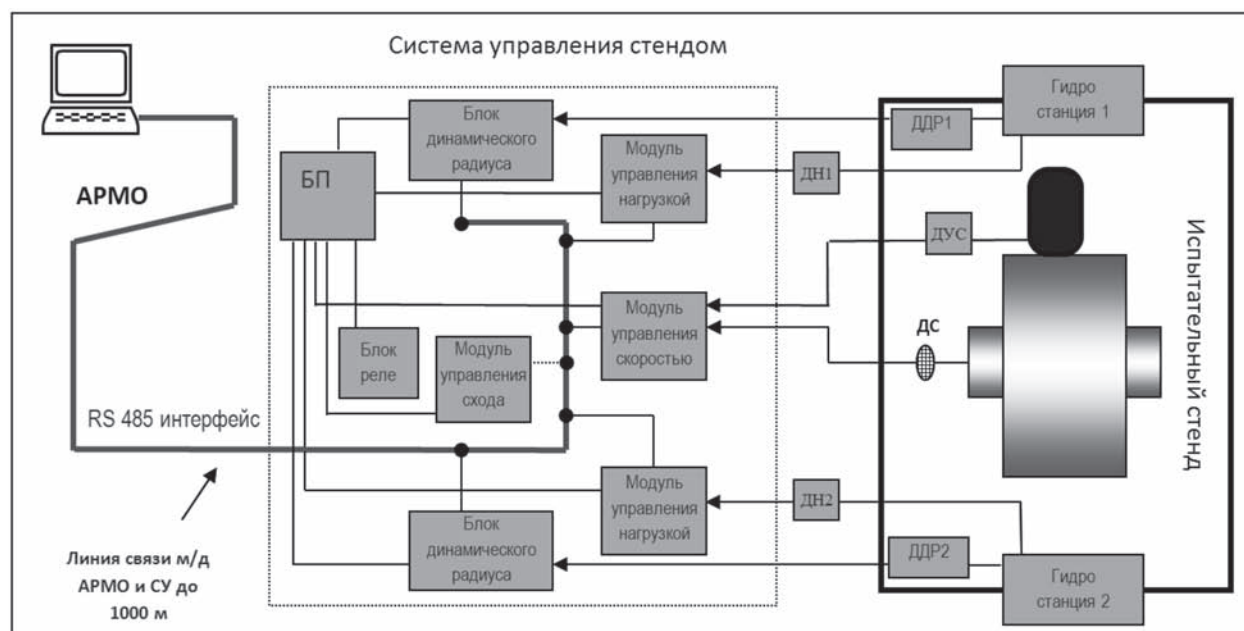 Система управления стендом
АРМО
БП
Блок
динамического
радиуса
Модуль
управления
нагрузкой
ДДР1
Гидро
станция 1
ДН1
ДУС
Модуль
управления
скоростью
ДС
Испытательный стенд
Блок
реле
Модуль
управления
схода
RS 485 интерфейс
Модуль
управления
нагрузкой
ДН2
Блок
динамического
радиуса
ДДР2
Гидро
станция 2
Линия связи м/д
АРМО и СУ до
1000 м